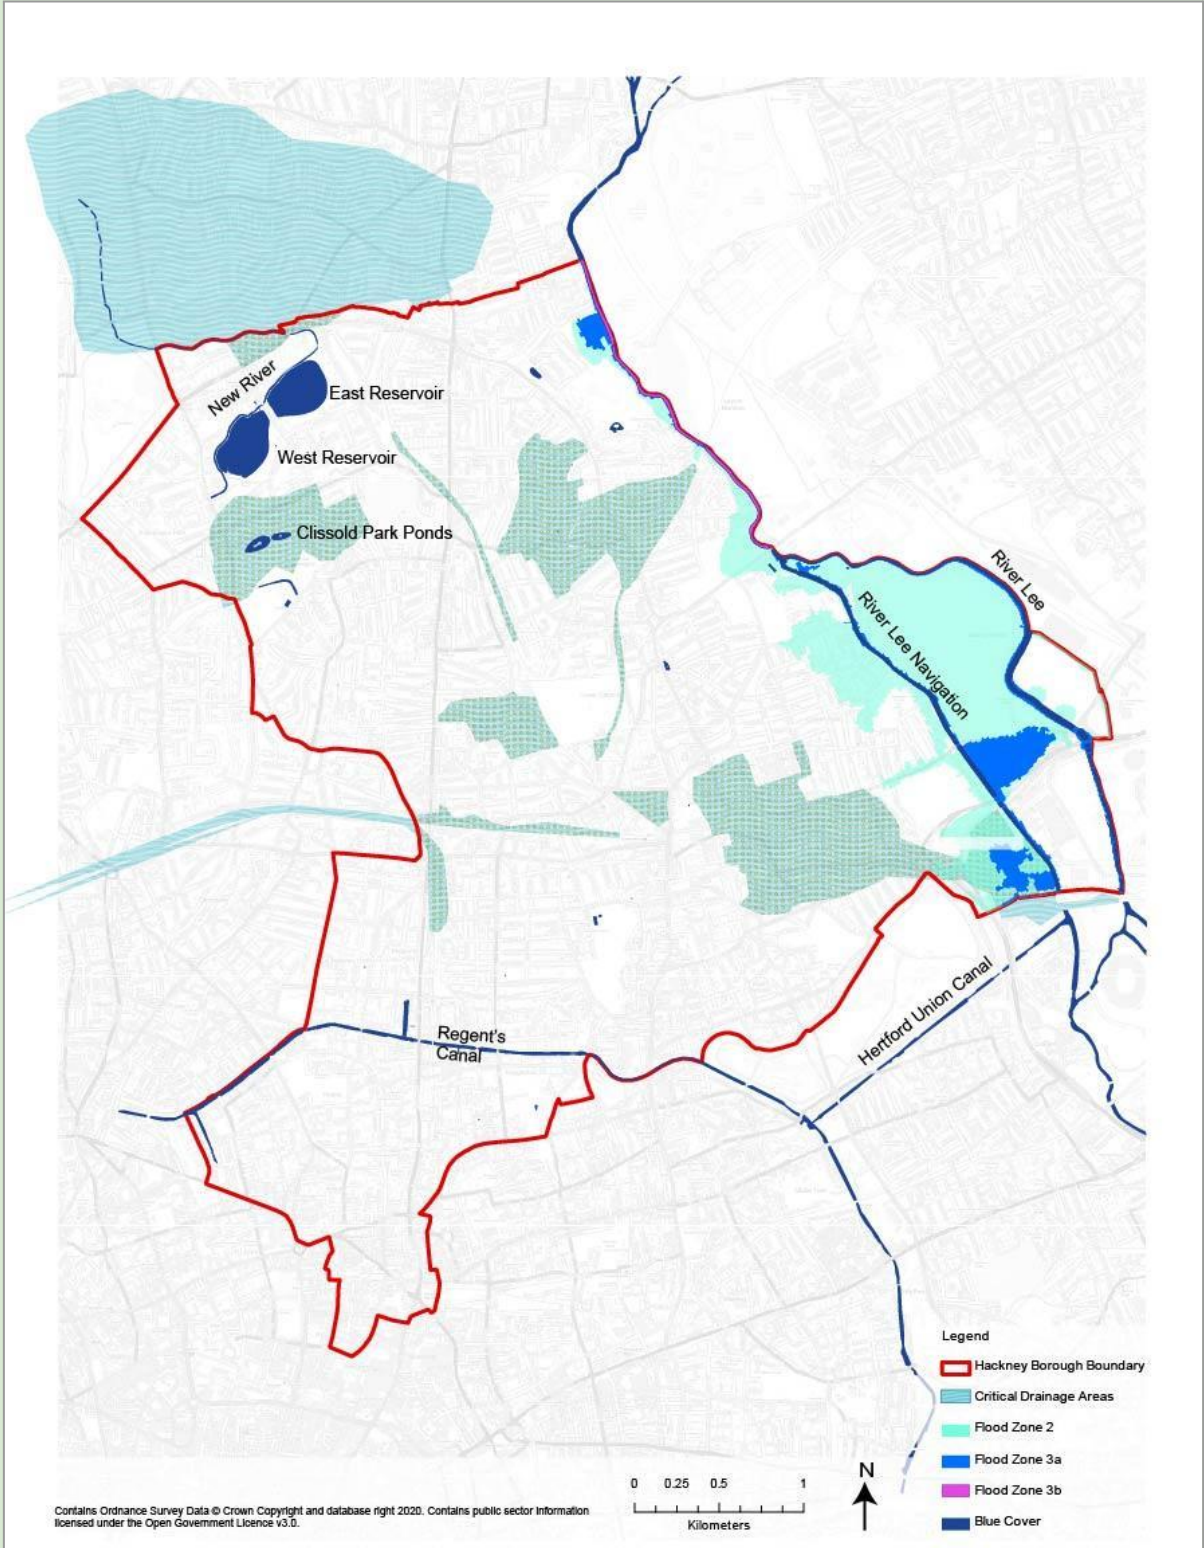 New River
East Reservoir
West Reservoir
Clissold Park Ponds
River Lee
River Lee Navigation
Regent's
Canal
Hertford Union Canal
Legend
Hackney Borough Boundary
Critical Drainage Areas
Flood Zone 2
Flood Zone 3a
Flood Zone 3b
Blue Cover
N
0 0.25 0.5 1
Kilometers
Contains Ordnance Survey Data © Crown Copyright and database right 2020. Contains public sector Information
licensed under the Open Government Licence v3.0.